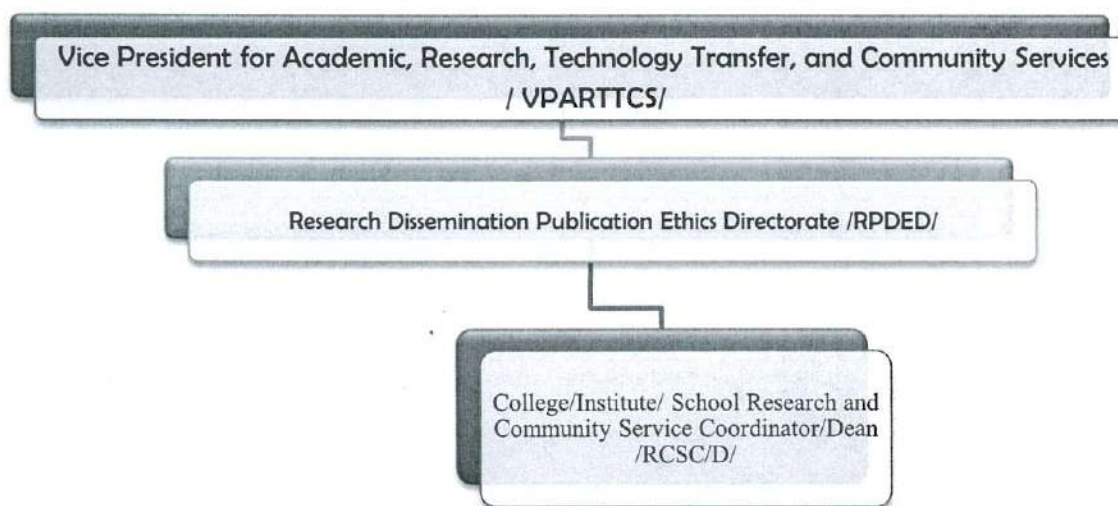 Vice President for Academic, Research, Technology Transfer, and Community Services
/ VPARTTCS/
Research Dissemination Publication Ethics Directorate /RPDED/
College/Institute/ School Research and
Community Service Coordinator/Dean
/RCSC/D/